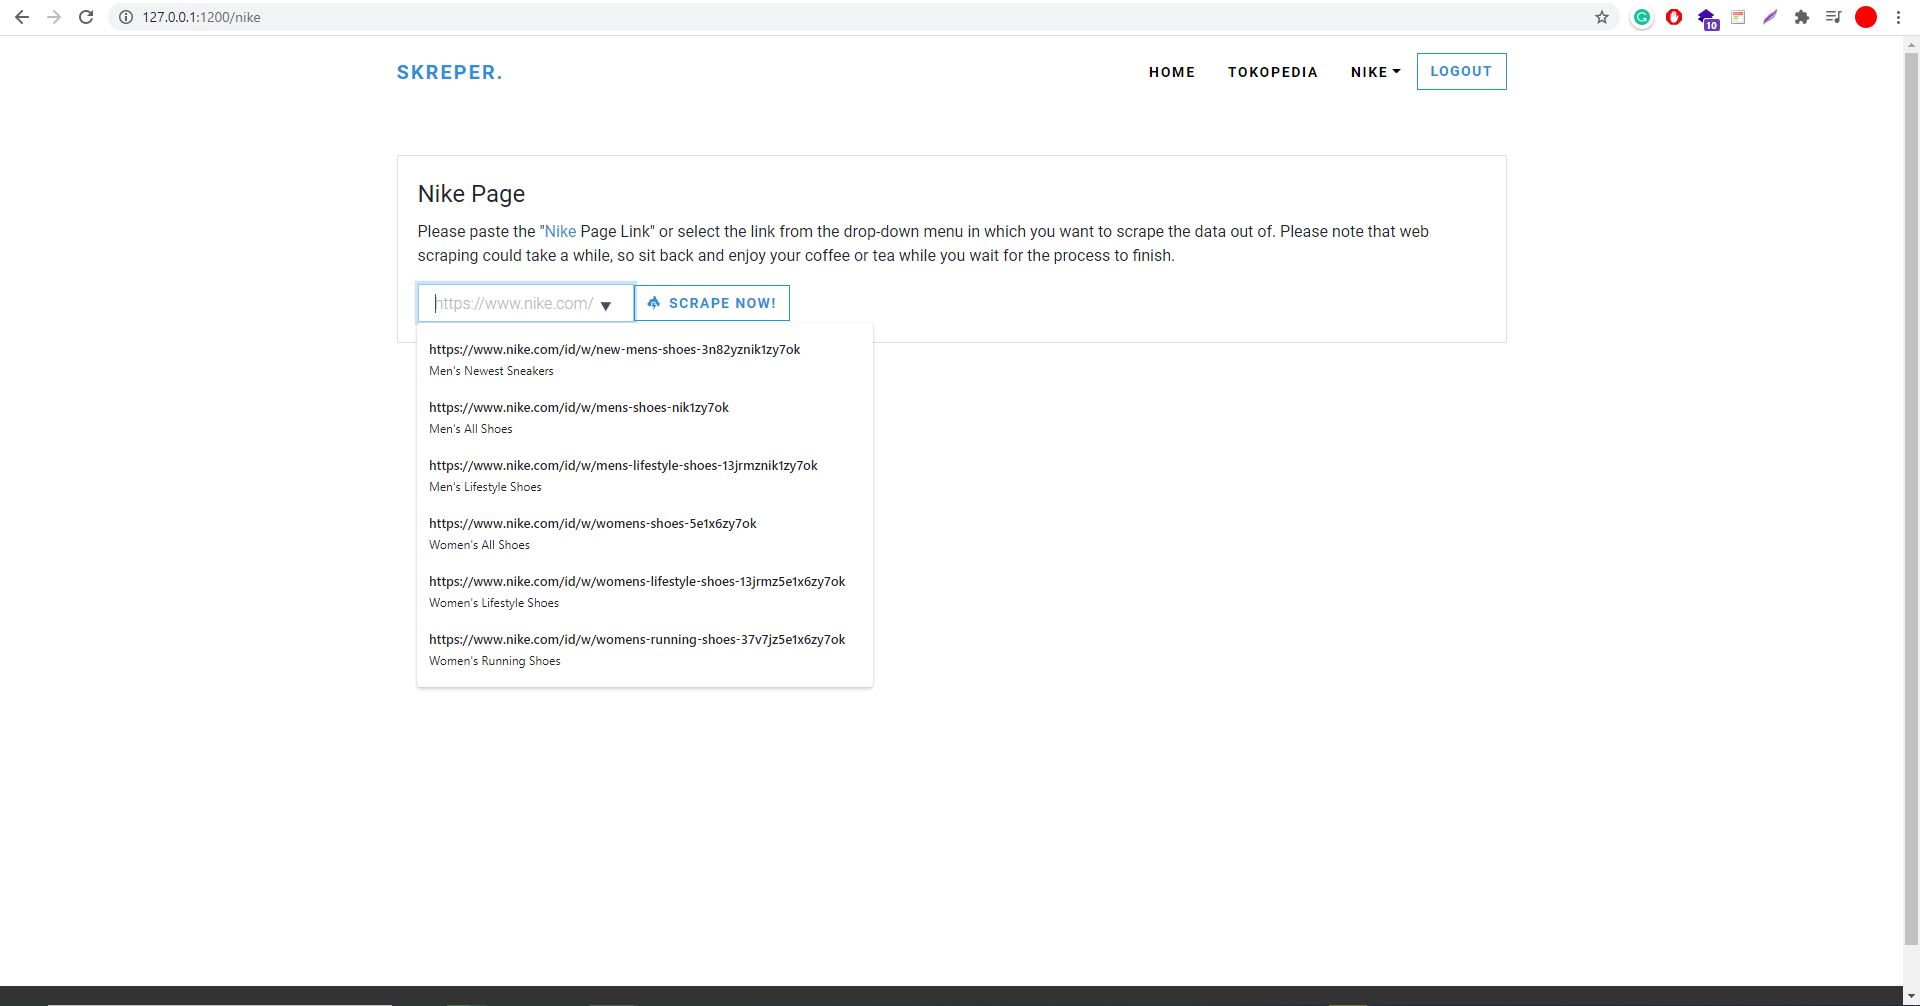 127.0.0.1:1200/nike
10
SKREPER.
HOME
TOKOPEDIA
NIKE
LOGOUT
Nike Page
Please paste the "Nike Page Link" or select the link from the drop-down menu in which you want to scrape the data out of. Please note that web
scraping could take a while, so sit back and enjoy your coffee or tea while you wait for the process to finish.
https://www.nike.com/
SCRAPE NOW!
https://www.nike.com/id/w/new-mens-shoes-3n82yznik1zy7ok
Men's Newest Sneakers
https://www.nike.com/id/w/mens-shoes-nik1zy7ok
Men's All Shoes
https://www.nike.com/id/w/mens-lifestyle-shoes-13jrmznik1zy7ok
Men's Lifestyle Shoes
https://www.nike.com/id/w/womens-shoes-5e1x6zy7ok
Women's All Shoes
https://www.nike.com/id/w/womens-lifestyle-shoes-13jrmz5e1x6zy7ok
Women's Lifestyle Shoes
https://www.nike.com/id/w/womens-running-shoes-37v7jz5e1x6zy7ok
Women's Running Shoes